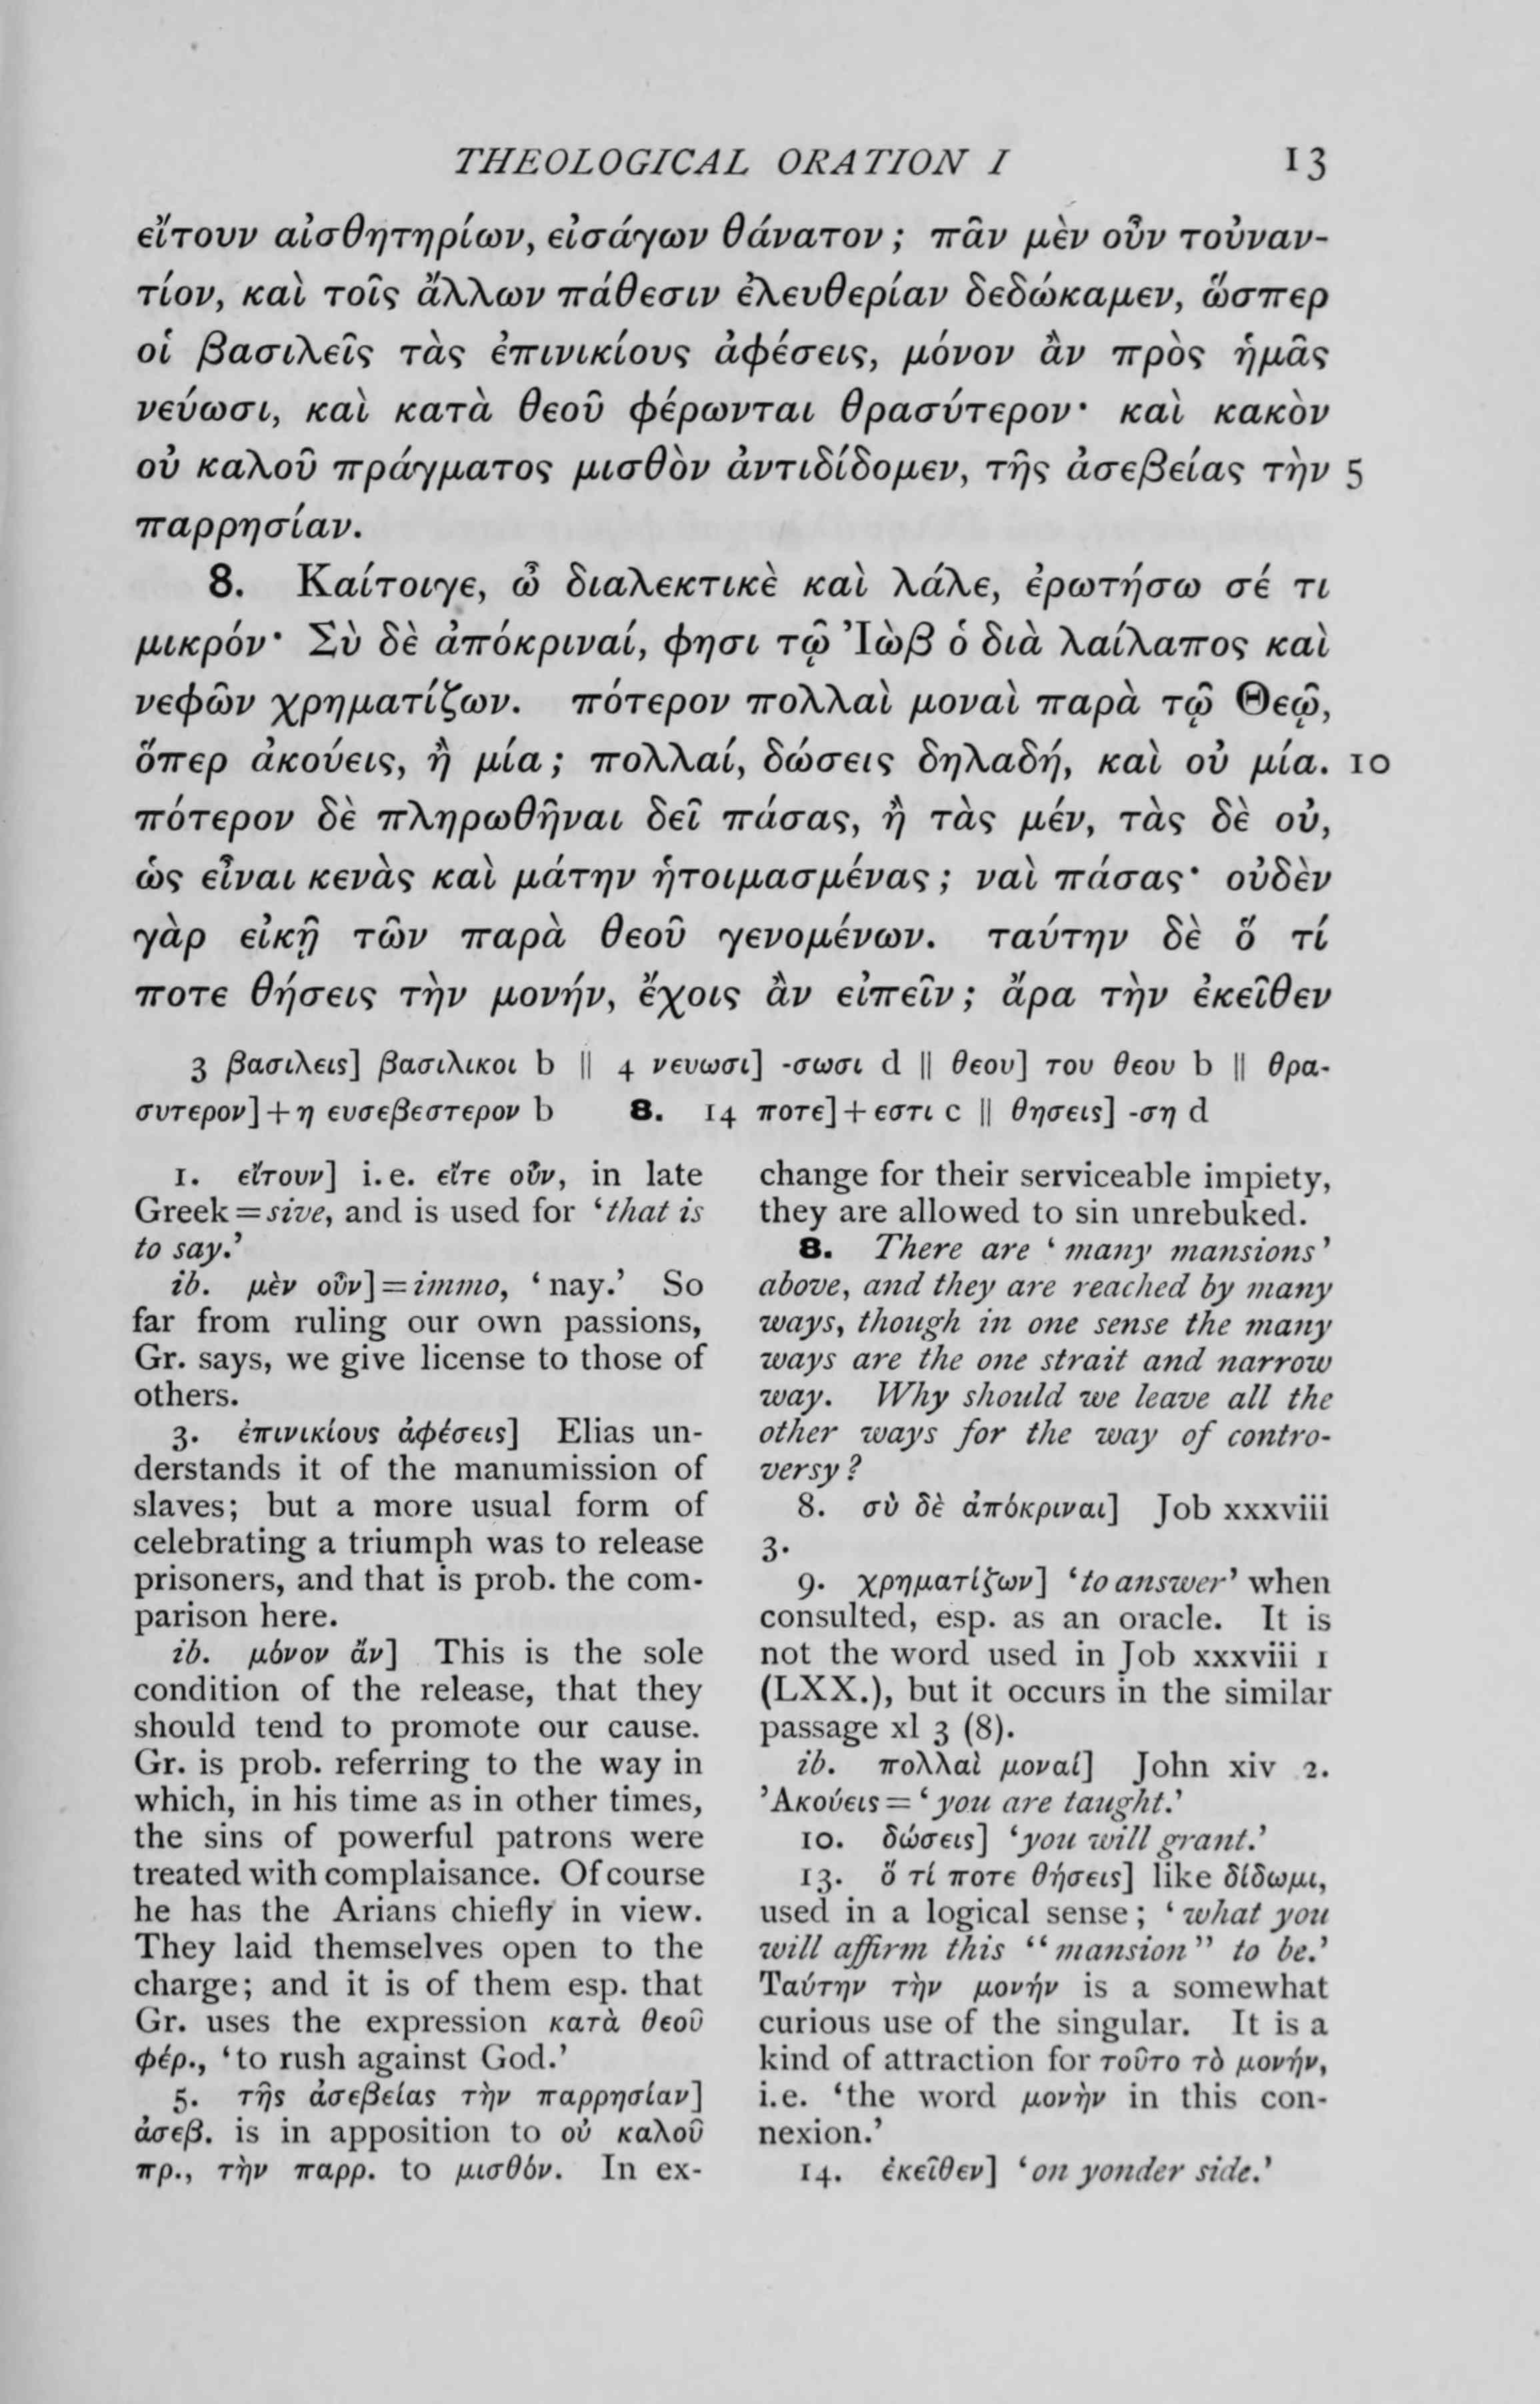 THEOLOGICAL ORATION I 13
εἴτουν αἰσθητηρίων, εἰσάγων θάνατον; πᾶν μὲν οὖν τοὐναν-
τίον, καὶ τοῖς ἄλλων πάθεσιν ἐλευθερίαν δεδώκαμεν, ὥσπερ
οἱ βασιλεῖς τὰς ἐπινικίους ἀφέσεις, μόνον ἂν πρὸς ἡμᾶς
νεύωσι, καὶ κατὰ θεοῦ φέρωνται θρασύτερον· καὶ κακὸν
οὐ καλοῦ πράγματος μισθὸν ἀντιδίδομεν, τῆς ἀσεβείας τὴν 5
παρρησίαν.
8. Καίτοιγε, ὦ διαλεκτικὲ καὶ λάλε, ἐρωτήσω σέ τι
μικρόν· Σὺ δὲ ἀπόκριναί, φησι τῷ Ἰὼβ ὁ διὰ λαίλαπος καὶ
νεφῶν χρηματίζων. πότερον πολλαὶ μοναὶ παρὰ τῷ Θεῷ,
ὅπερ ἀκούεις, ἢ μία; πολλαί, δώσεις δηλαδή, καὶ οὐ μία. 10
πότερον δὲ πληρωθῆναι δεῖ πάσας, ἢ τὰς μέν, τὰς δὲ οὐ,
ὡς εἶναι κενὰς καὶ μάτην ἡτοιμασμένας; ναὶ πάσας· οὐδὲν
γὰρ εἰκῇ τῶν παρὰ θεοῦ γενομένων. ταύτην δὲ ὅ τί
ποτε θήσεις τὴν μονήν, ἔχοις ἂν εἰπεῖν; ἆρα τὴν ἐκεῖθεν
3 βασιλεις] βασιλικοι b || 4 νευωσι] -σωσι d || θεου] του θεου b || θρα-
συτερον]+η ευσεβεστερον b 8. 14 ποτε]+εστι c || θησεις] -ση d
1. εἴτουν] i.e. εἴτε οὖν, in late
Greek=sive, and is used for ‘that is
to say.’
ib. μὲν οὖν]=immo, ‘nay.’ So
far from ruling our own passions,
Gr. says, we give license to those of
others.
3. ἐπινικίους ἀφέσεις] Elias un-
derstands it of the manumission of
slaves; but a more usual form of
celebrating a triumph was to release
prisoners, and that is prob. the com-
parison here.
ib. μόνον ἄν] This is the sole
condition of the release, that they
should tend to promote our cause.
Gr. is prob. referring to the way in
which, in his time as in other times,
the sins of powerful patrons were
treated with complaisance. Of course
he has the Arians chiefly in view.
They laid themselves open to the
charge; and it is of them esp. that
Gr. uses the expression κατὰ θεοῦ
φέρ., ‘to rush against God.’
5. τῆς ἀσεβείας τὴν παρρησίαν]
ἀσεβ. is in apposition to οὐ καλοῦ
πρ., τὴν παρρ. to μισθόν. In ex-
change for their serviceable impiety,
they are allowed to sin unrebuked.
8. There are ‘many mansions’
above, and they are reached by many
ways, though in one sense the many
ways are the one strait and narrow
way. Why should we leave all the
other ways for the way of contro-
versy?
8. σὺ δὲ ἀπόκριναι] Job xxxviii
3.
9. χρηματίζων] ‘to answer’ when
consulted, esp. as an oracle. It is
not the word used in Job xxxviii 1
(LXX.), but it occurs in the similar
passage xl 3 (8).
ib. πολλαὶ μοναί] John xiv 2.
Ἀκούεις=‘you are taught.’
10. δώσεις] ‘you will grant.’
13. ὅ τί ποτε θήσεις] like δίδωμι,
used in a logical sense; ‘what you
will affirm this “mansion” to be.’
Ταύτην τὴν μονήν is a somewhat
curious use of the singular. It is a
kind of attraction for τοῦτο τὸ μονήν,
i.e. ‘the word μονὴν in this con-
nexion.’
14. ἐκεῖθεν] ‘on yonder side.’